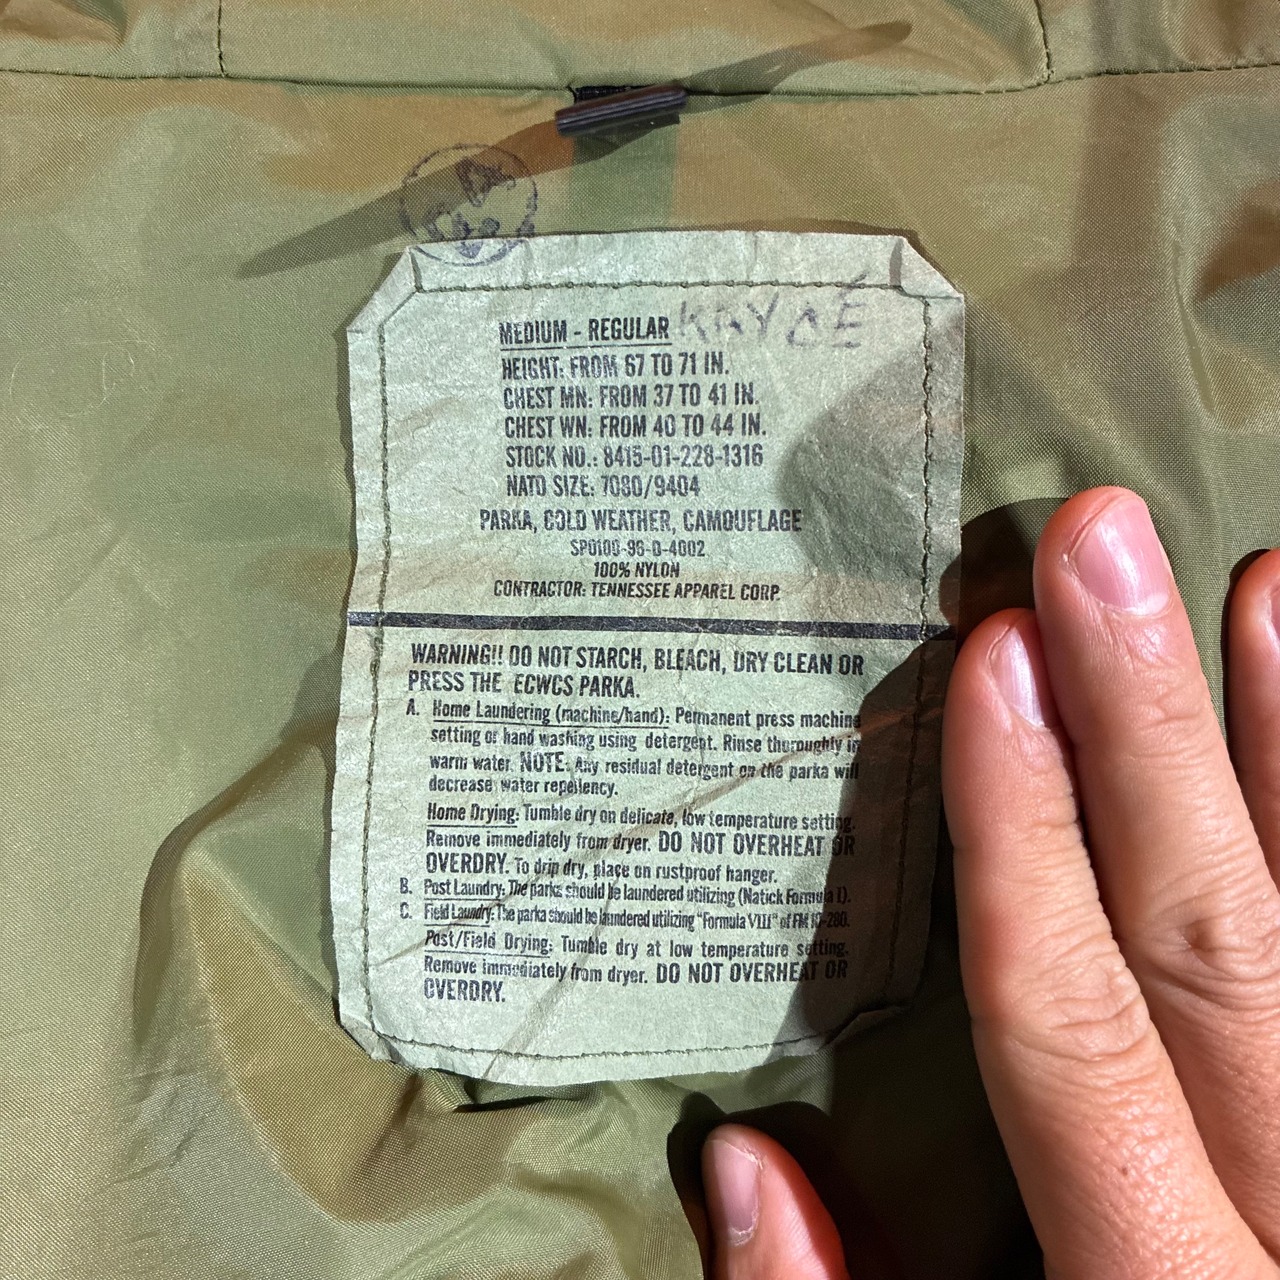 MEDIUM - REGULAR
HEIGHT: FROM 67 TO 71 IN.
CHEST MN: FROM 37 TO 41 IN.
CHEST WN: FROM 40 TO 44 IN.
STOCK NO.: 8415-01-228-1316
NATO SIZE: 7080/9404
PARKA, COLD WEATHER, CAMOUFLAGE
SP0100-96-D-4002
100% NYLON
CONTRACTOR: TENNESSEE APPAREL CORP.
WARNING!! DO NOT STARCH, BLEACH, DRY CLEAN OR
PRESS THE ECWCS PARKA.
A. Home Laundering (machine/hand): Permanent press machine
setting or hand washing using detergent. Rinse thoroughly in
warm water. NOTE: Any residual detergent on the parka will
decrease water repellency.
Home Drying: Tumble dry on delicate, low temperature setting.
Remove immediately from dryer. DO NOT OVERHEAT OR
OVERDRY. To drip dry, place on rustproof hanger.
B. Post Laundry: The parka should be laundered utilizing (Natick Formula I).
C. Field Laundry: The parka should be laundered utilizing "Formula VIII" of FM 10-280.
Post/Field Drying: Tumble dry at low temperature setting.
Remove immediately from dryer. DO NOT OVERHEAT OR
OVERDRY.